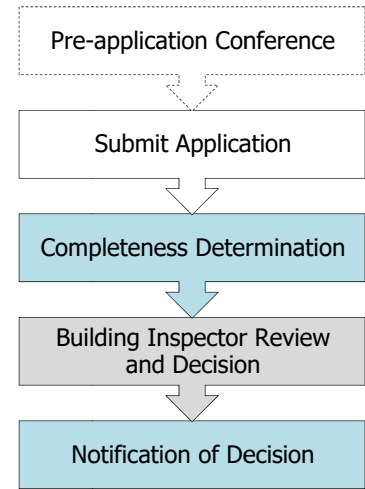 Pre-application Conference
Submit Application
Completeness Determination
Building Inspector Review
and Decision
Notification of Decision